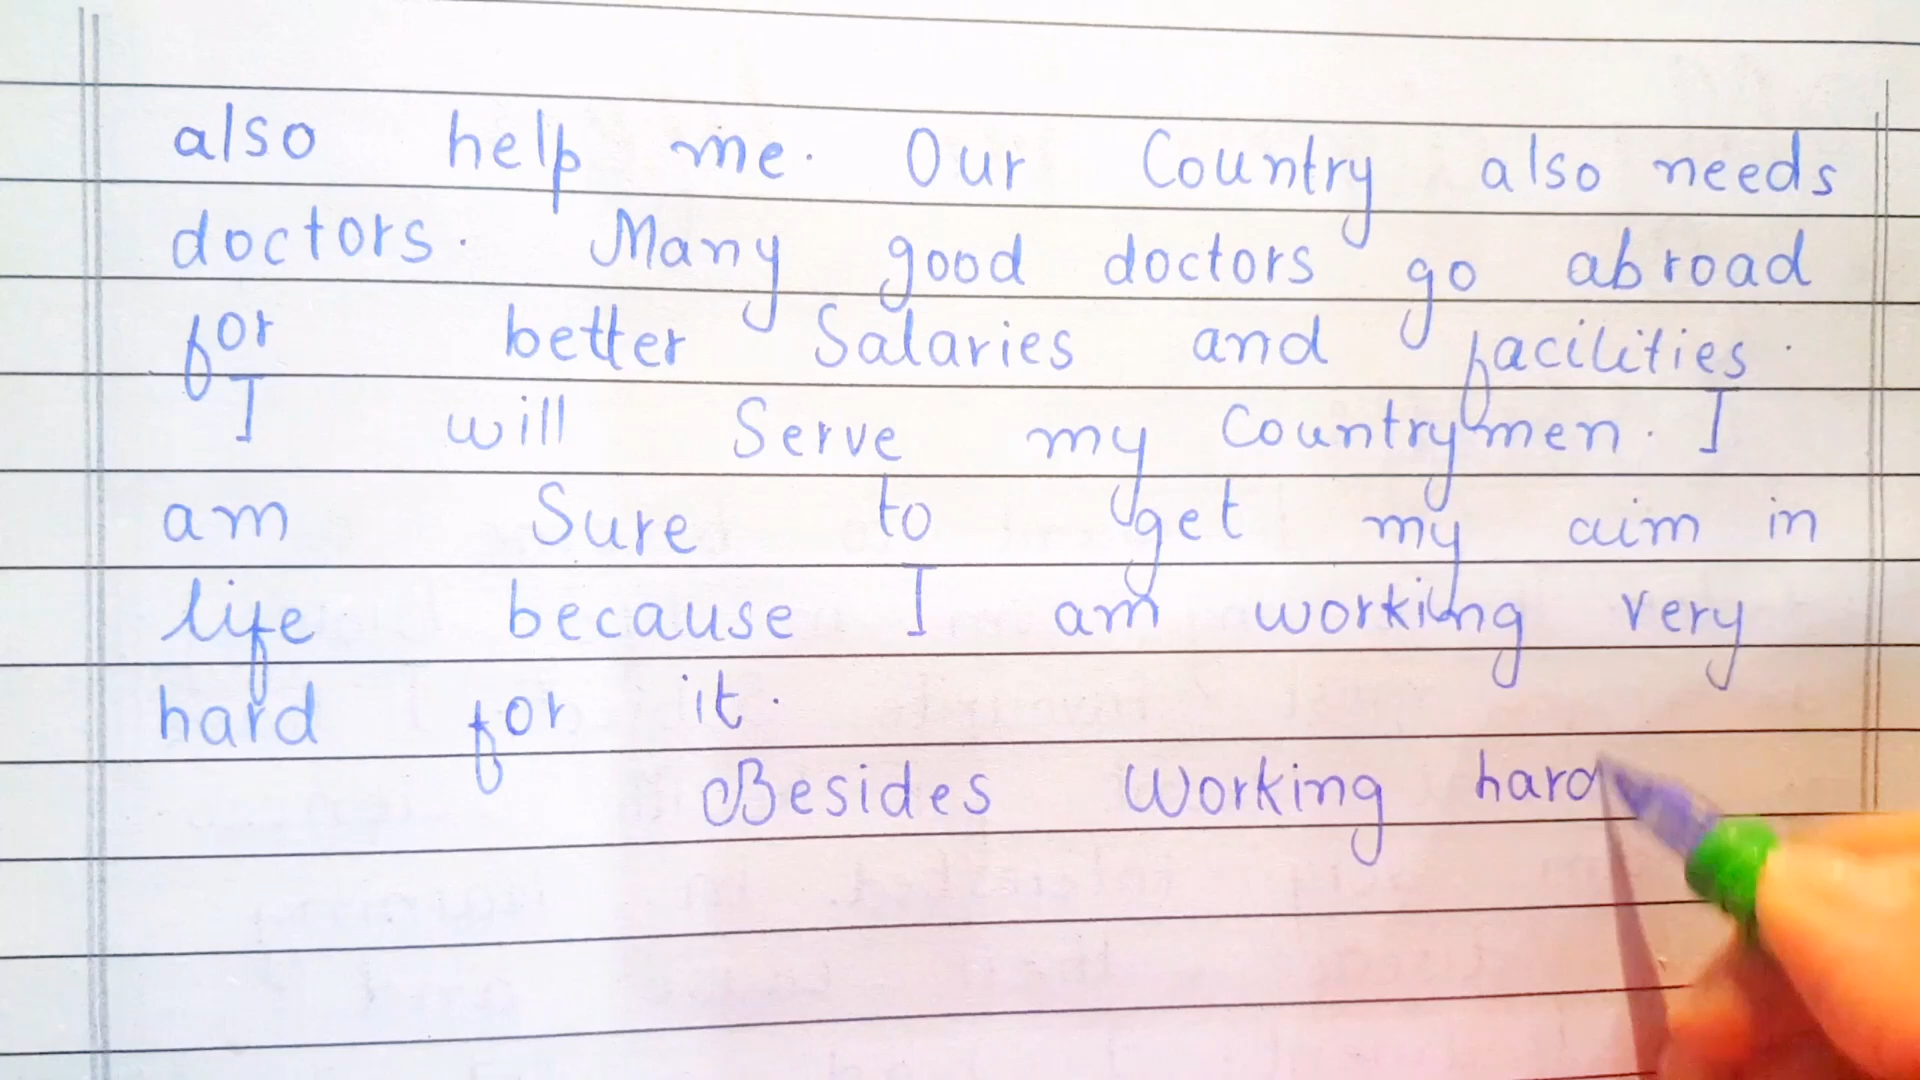 also help me. Our Country also needs
doctors. Many good doctors go abroad
for better Salaries and facilities.
I will Serve my Countrymen. I
am Sure to get my aim in
life because I am working very
hard for it.
Besides Working hard